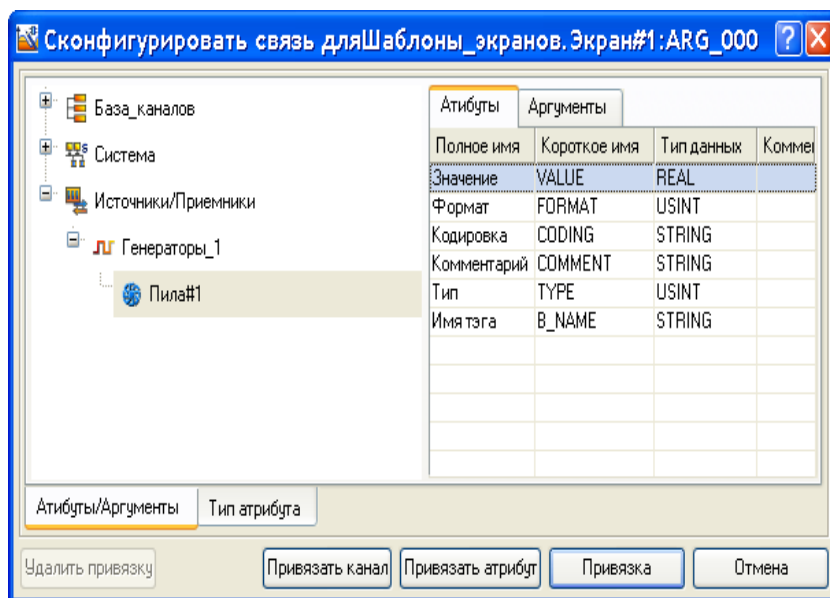 Сконфигурировать связь дляШаблоны_экранов.Экран#1:ARG_000
База_каналов
Система
Источники/Приемники
Генераторы_1
Пила#1
Атибуты Аргументы
Полное имя Короткое имя Тип данных Коммен
Значение VALUE REAL
Формат FORMAT USINT
Кодировка CODING STRING
Комментарий COMMENT STRING
Тип TYPE USINT
Имя тэга B_NAME STRING
Атибуты/Аргументы Тип атрибута
Удалить привязку Привязать канал Привязать атрибут Привязка Отмена